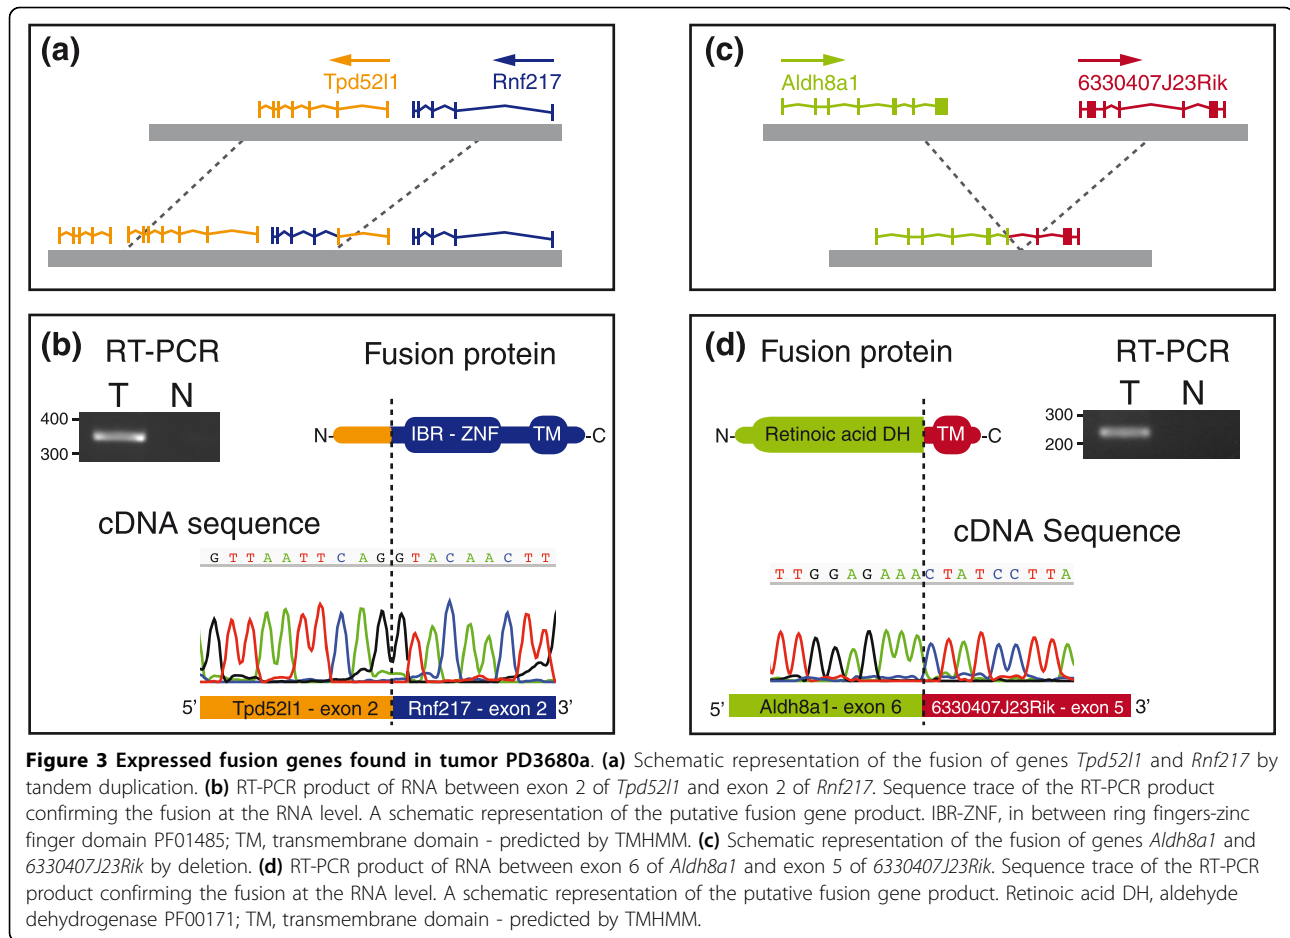 (a)
Tpd52l1
Rnf217
(c)
Aldh8a1
6330407J23Rik
(b)
RT-PCR
T N
400
300
Fusion protein
N- IBR - ZNF TM -C
cDNA sequence
G T T A A T T C A G G T A C A A C T T
5’ Tpd52l1 - exon 2 Rnf217 - exon 2 3’
(d)
Fusion protein
RT-PCR
T N
300
200
N- Retinoic acid DH TM -C
cDNA Sequence
T T G G A G A A A C T A T C C T T A
5’ Aldh8a1- exon 6 6330407J23Rik - exon 5 3’
Figure 3 Expressed fusion genes found in tumor PD3680a. (a) Schematic representation of the fusion of genes Tpd52l1 and Rnf217 by
tandem duplication. (b) RT-PCR product of RNA between exon 2 of Tpd52l1 and exon 2 of Rnf217. Sequence trace of the RT-PCR product
confirming the fusion at the RNA level. A schematic representation of the putative fusion gene product. IBR-ZNF, in between ring fingers-zinc
finger domain PF01485; TM, transmembrane domain - predicted by TMHMM. (c) Schematic representation of the fusion of genes Aldh8a1 and
6330407J23Rik by deletion. (d) RT-PCR product of RNA between exon 6 of Aldh8a1 and exon 5 of 6330407J23Rik. Sequence trace of the RT-PCR
product confirming the fusion at the RNA level. A schematic representation of the putative fusion gene product. Retinoic acid DH, aldehyde
dehydrogenase PF00171; TM, transmembrane domain - predicted by TMHMM.